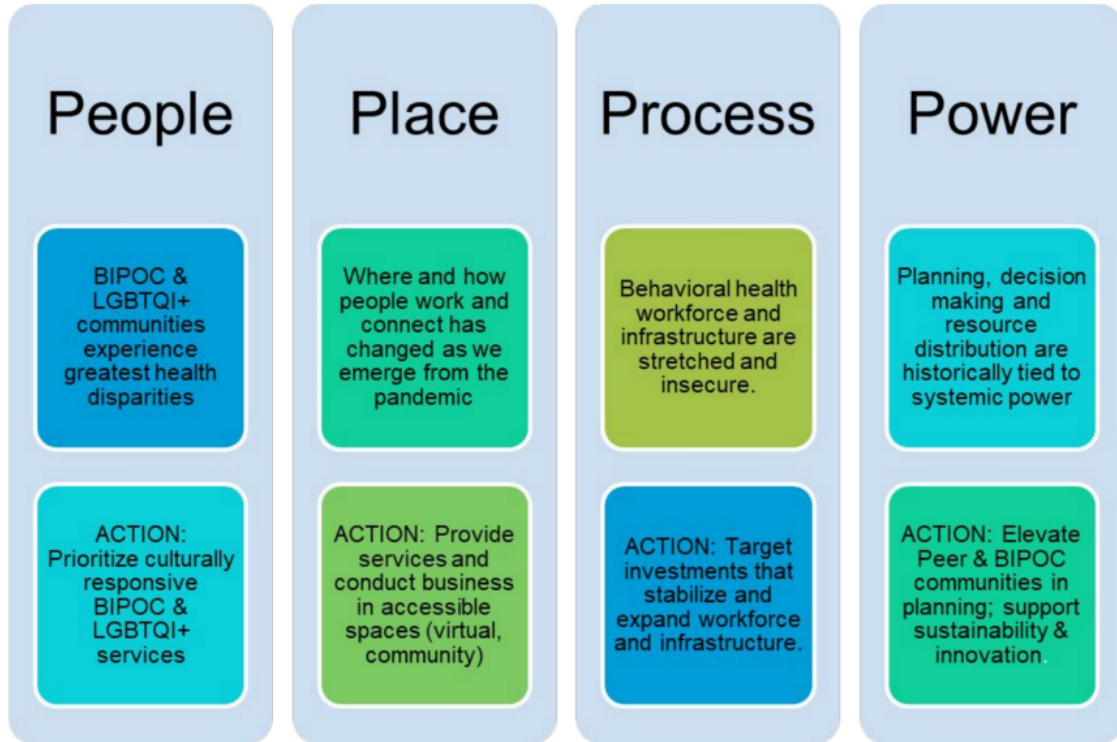 People
BIPOC &
LGBTQI+
communities
experience
greatest health
disparities
ACTION:
Prioritize culturally
responsive
BIPOC &
LGBTQI+
services
Place
Where and how
people work and
connect has
changed as we
emerge from the
pandemic
ACTION: Provide
services and
conduct business
in accessible
spaces (virtual,
community)
Process
Behavioral health
workforce and
infrastructure are
stretched and
insecure.
ACTION: Target
investments that
stabilize and
expand workforce
and infrastructure.
Power
Planning, decision
making and
resource
distribution are
historically tied to
systemic power
ACTION: Elevate
Peer & BIPOC
communities in
planning; support
sustainability &
innovation.